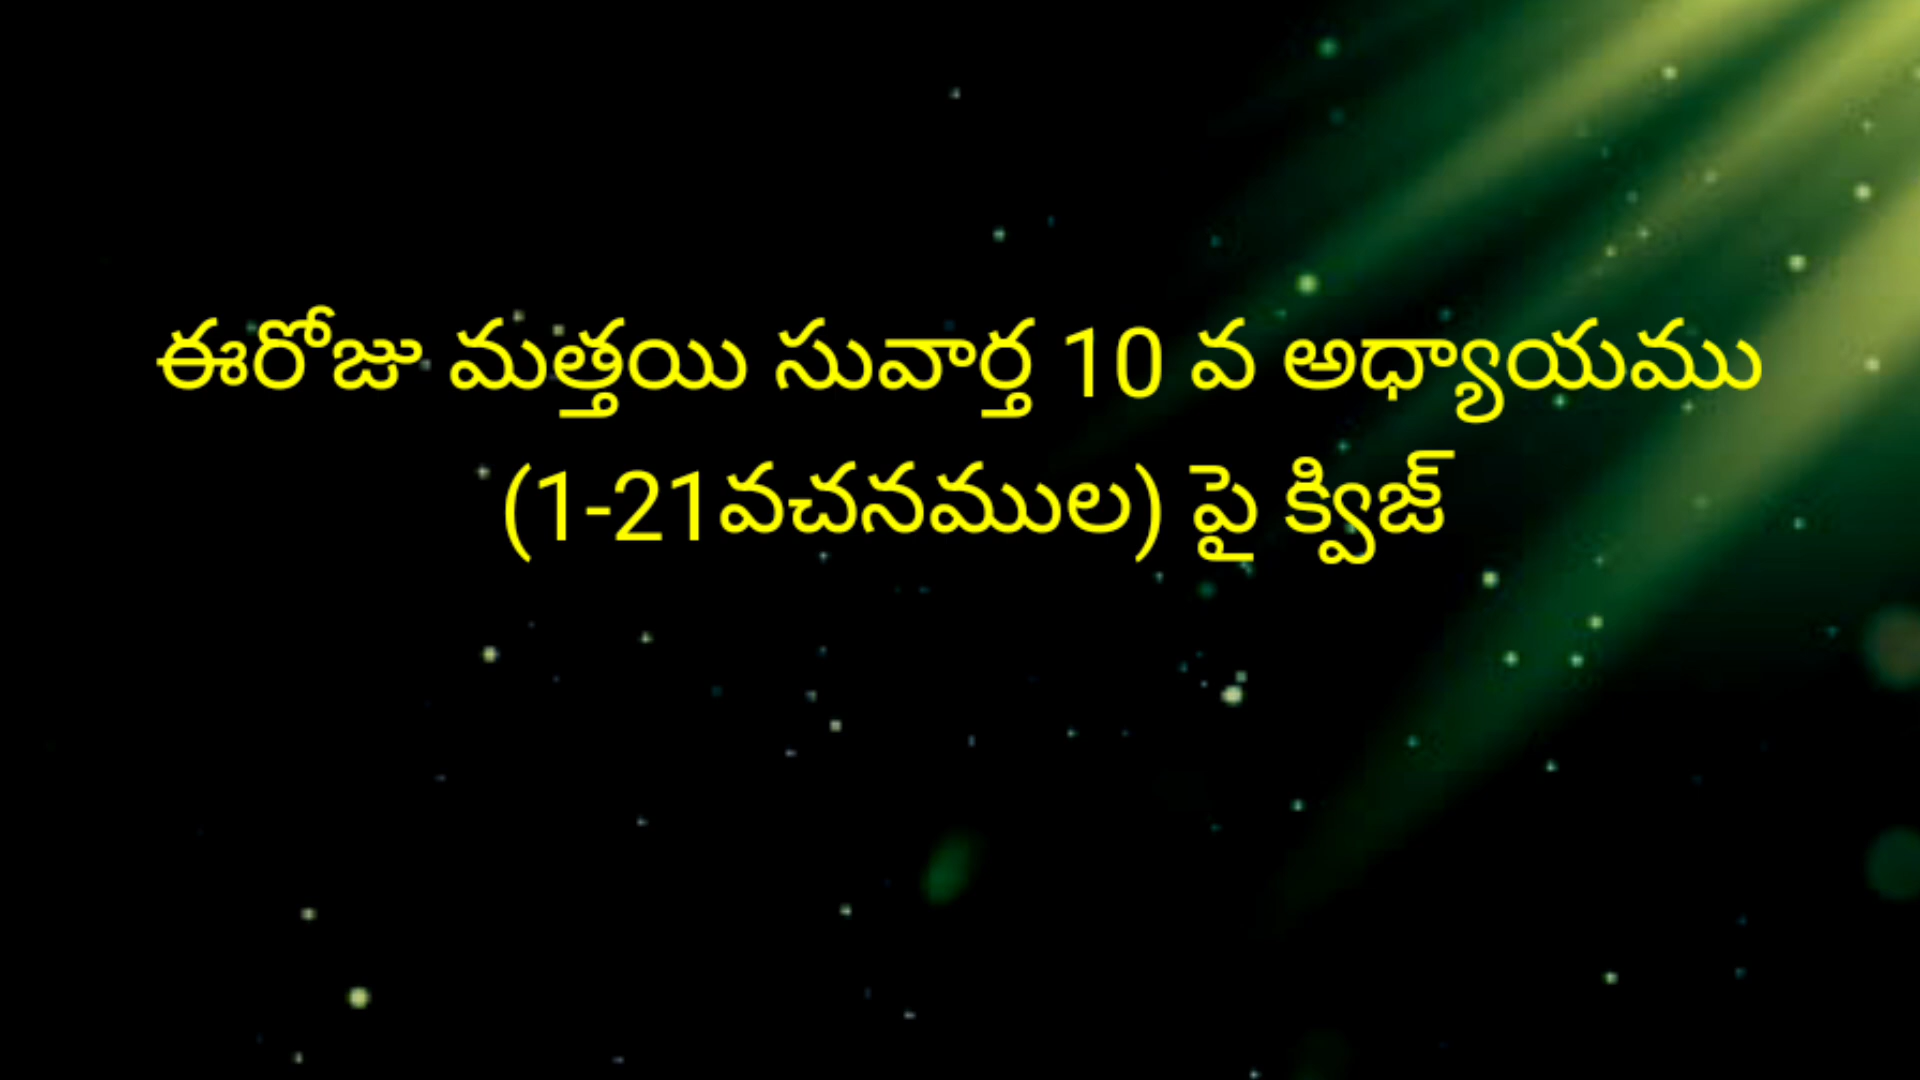 ఈరోజు మత్తయి సువార్త 10 వ అధ్యాయము
(1-21వచనముల) పై క్విజ్